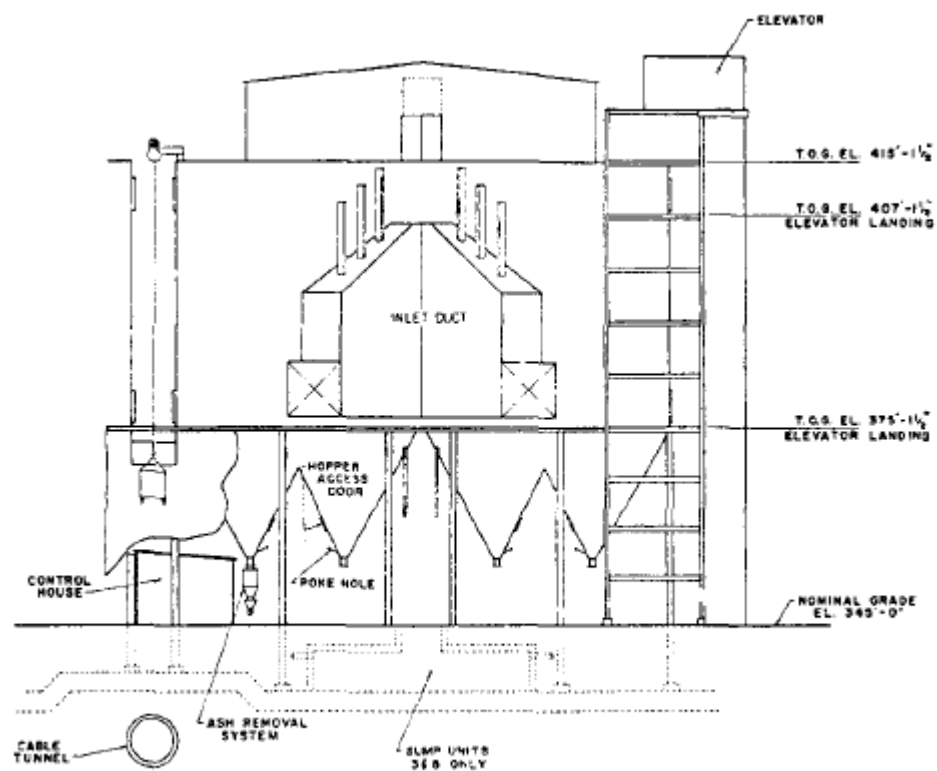 ELEVATOR
T.O.G. EL. 415'-1½"
T.O.G. EL. 407'-1½"
ELEVATOR LANDING
INLET DUCT
T.O.G. EL. 375'-1½"
ELEVATOR LANDING
HOPPER
ACCESS
DOOR
CONTROL
HOUSE
POKE HOLE
NOMINAL GRADE
EL. 345'-0"
ASH REMOVAL
SYSTEM
CABLE
TUNNEL
SUMP UNITS
3&8 ONLY